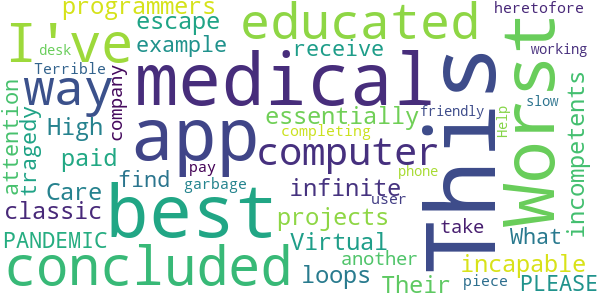 programmers escape educated heretofore
I've example receive desk working
Terrible way medical This Worst
company attention tragedy High app essentially friendly slow
completing Help incompetents
paid computer
Care find pay garbage infinite user phone
classic best projects take What
PANDEMIC Virtual another incapable
concluded loops Their piece PLEASE